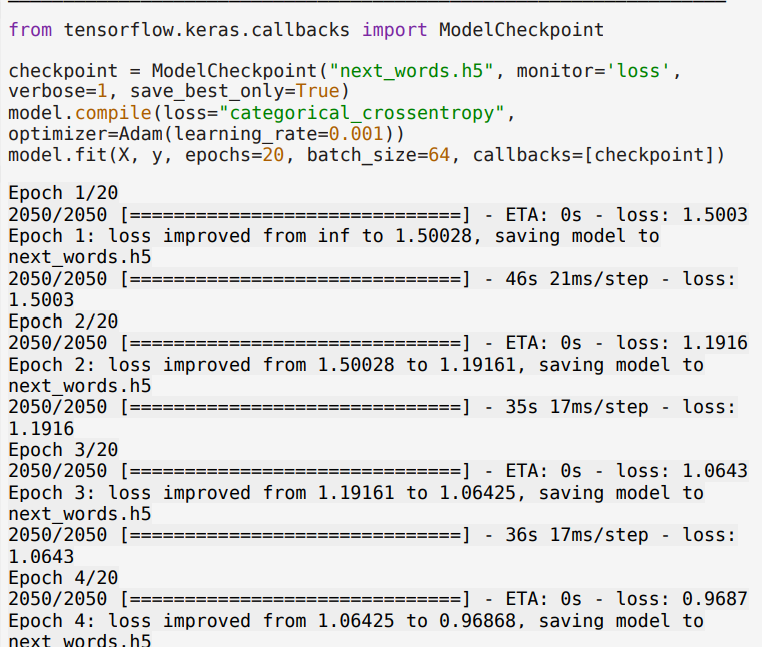 from tensorflow.keras.callbacks import ModelCheckpoint
checkpoint = ModelCheckpoint("next_words.h5", monitor='loss',
verbose=1, save_best_only=True)
model.compile(loss="categorical_crossentropy",
optimizer=Adam(learning_rate=0.001))
model.fit(X, y, epochs=20, batch_size=64, callbacks=[checkpoint])
Epoch 1/20
2050/2050 [==============================] - ETA: 0s - loss: 1.5003
Epoch 1: loss improved from inf to 1.50028, saving model to
next_words.h5
2050/2050 [==============================] - 46s 21ms/step - loss:
1.5003
Epoch 2/20
2050/2050 [==============================] - ETA: 0s - loss: 1.1916
Epoch 2: loss improved from 1.50028 to 1.19161, saving model to
next_words.h5
2050/2050 [==============================] - 35s 17ms/step - loss:
1.1916
Epoch 3/20
2050/2050 [==============================] - ETA: 0s - loss: 1.0643
Epoch 3: loss improved from 1.19161 to 1.06425, saving model to
next_words.h5
2050/2050 [==============================] - 36s 17ms/step - loss:
1.0643
Epoch 4/20
2050/2050 [==============================] - ETA: 0s - loss: 0.9687
Epoch 4: loss improved from 1.06425 to 0.96868, saving model to
next_words.h5